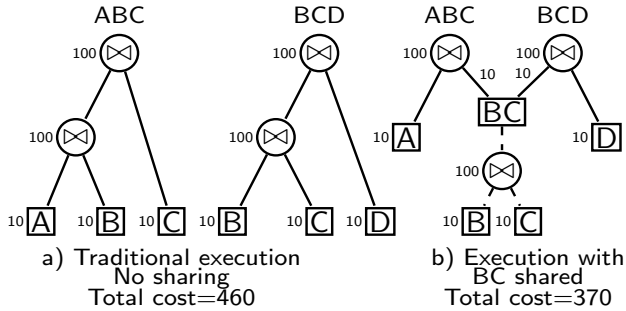 ABC
BCD
ABC
BCD
100
100
100
100
10
10
BC
100
100
10 A
10 D
100
10 A
10 B
10 C
10 B
10 C
10 D
10 B
10 C
a) Traditional execution
No sharing
Total cost=460
b) Execution with
BC shared
Total cost=370